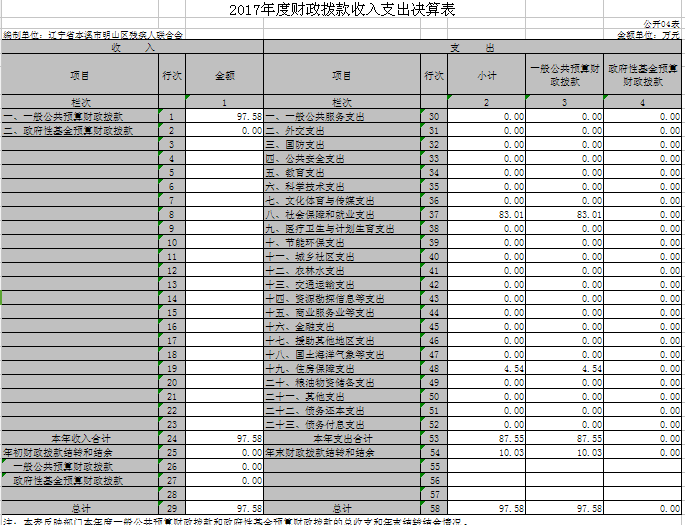 2017年度财政拨款收入支出决算表
公开04表
编制单位：辽宁省本溪市明山区残疾人联合会 金额单位：万元
收 入 支 出
项目 行次 金额 项目 行次 小计 一般公共预算财政拨款 政府性基金预算财政拨款
栏次 1 栏次 2 3 4
一、一般公共预算财政拨款 1 97.58 一、一般公共服务支出 30 0.00 0.00 0.00
二、政府性基金预算财政拨款 2 0.00 二、外交支出 31 0.00 0.00 0.00
3 三、国防支出 32 0.00 0.00 0.00
4 四、公共安全支出 33 0.00 0.00 0.00
5 五、教育支出 34 0.00 0.00 0.00
6 六、科学技术支出 35 0.00 0.00 0.00
7 七、文化体育与传媒支出 36 0.00 0.00 0.00
8 八、社会保障和就业支出 37 83.01 83.01 0.00
9 九、医疗卫生与计划生育支出 38 0.00 0.00 0.00
10 十、节能环保支出 39 0.00 0.00 0.00
11 十一、城乡社区支出 40 0.00 0.00 0.00
12 十二、农林水支出 41 0.00 0.00 0.00
13 十三、交通运输支出 42 0.00 0.00 0.00
14 十四、资源勘探信息等支出 43 0.00 0.00 0.00
15 十五、商业服务业等支出 44 0.00 0.00 0.00
16 十六、金融支出 45 0.00 0.00 0.00
17 十七、援助其他地区支出 46 0.00 0.00 0.00
18 十八、国土海洋气象等支出 47 0.00 0.00 0.00
19 十九、住房保障支出 48 4.54 4.54 0.00
20 二十、粮油物资储备支出 49 0.00 0.00 0.00
21 二十一、其他支出 50 0.00 0.00 0.00
22 二十二、债务还本支出 51 0.00 0.00 0.00
23 二十三、债务付息支出 52 0.00 0.00 0.00
本年收入合计 24 97.58 本年支出合计 53 87.55 87.55 0.00
年初财政拨款结转和结余 25 0.00 年末财政拨款结转和结余 54 10.03 10.03 0.00
一般公共预算财政拨款 26 0.00 55
政府性基金预算财政拨款 27 0.00 56
28 57
总计 29 97.58 总计 58 97.58 97.58 0.00
注：本表反映部门本年度一般公共预算财政拨款和政府性基金预算财政拨款的总收支和年末结转结余情况。